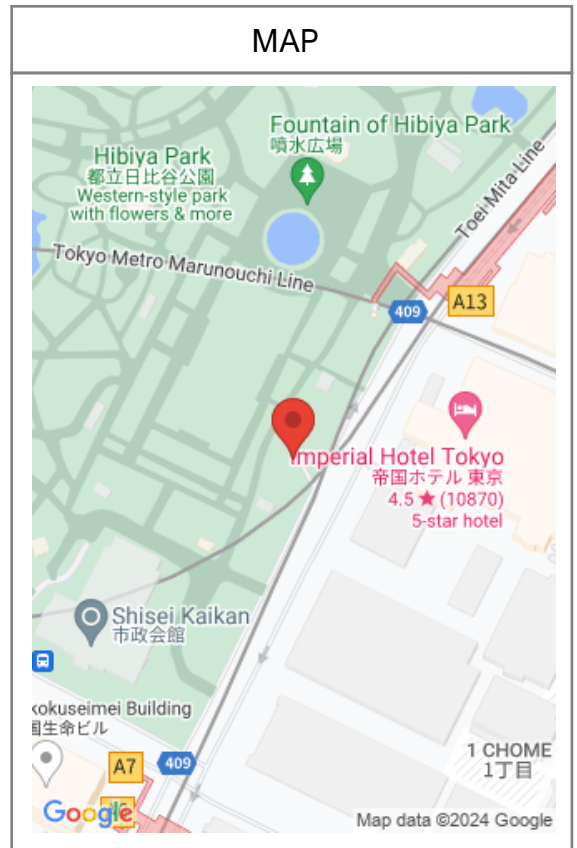 MAP
Fountain of Hibiya Park
噴水広場
Hibiya Park
都立日比谷公園
Western-style park
with flowers & more
Toei Mita Line
Tokyo Metro Marunouchi Line
A13
409
Imperial Hotel Tokyo
帝国ホテル 東京
4.5 ★ (10870)
5-star hotel
Shisei Kaikan
市政会館
kokuseimei Building
国生命ビル
1 CHOME
1丁目
A7
409
Google
Map data ©2024 Google